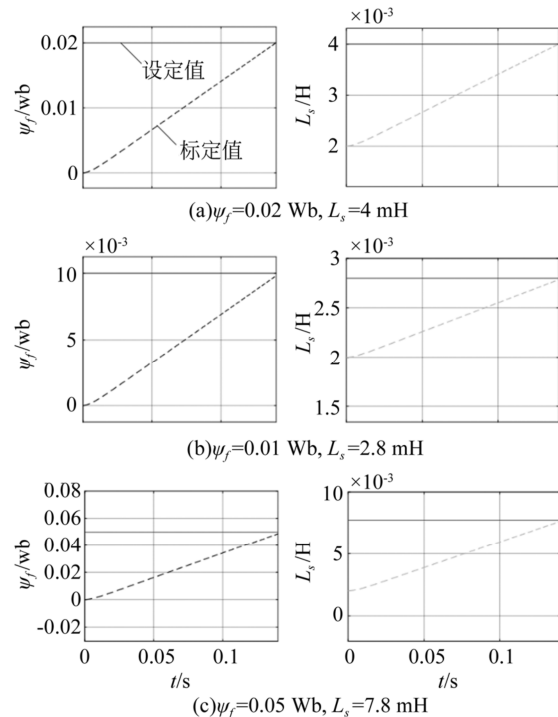 ×10⁻³
0.02
0.01
0
ψf/wb
设定值
标定值
4
3
2
Ls/H
(a)ψf=0.02 Wb, Ls=4 mH
×10⁻³
10
5
0
ψf/wb
3
2.5
2
1.5
Ls/H
×10⁻³
(b)ψf=0.01 Wb, Ls=2.8 mH
0.08
0.06
0.04
0.02
0
-0.02
ψf/wb
0
0.05
0.1
t/s
×10⁻³
10
5
0
Ls/H
0
0.05
0.1
t/s
(c)ψf=0.05 Wb, Ls=7.8 mH